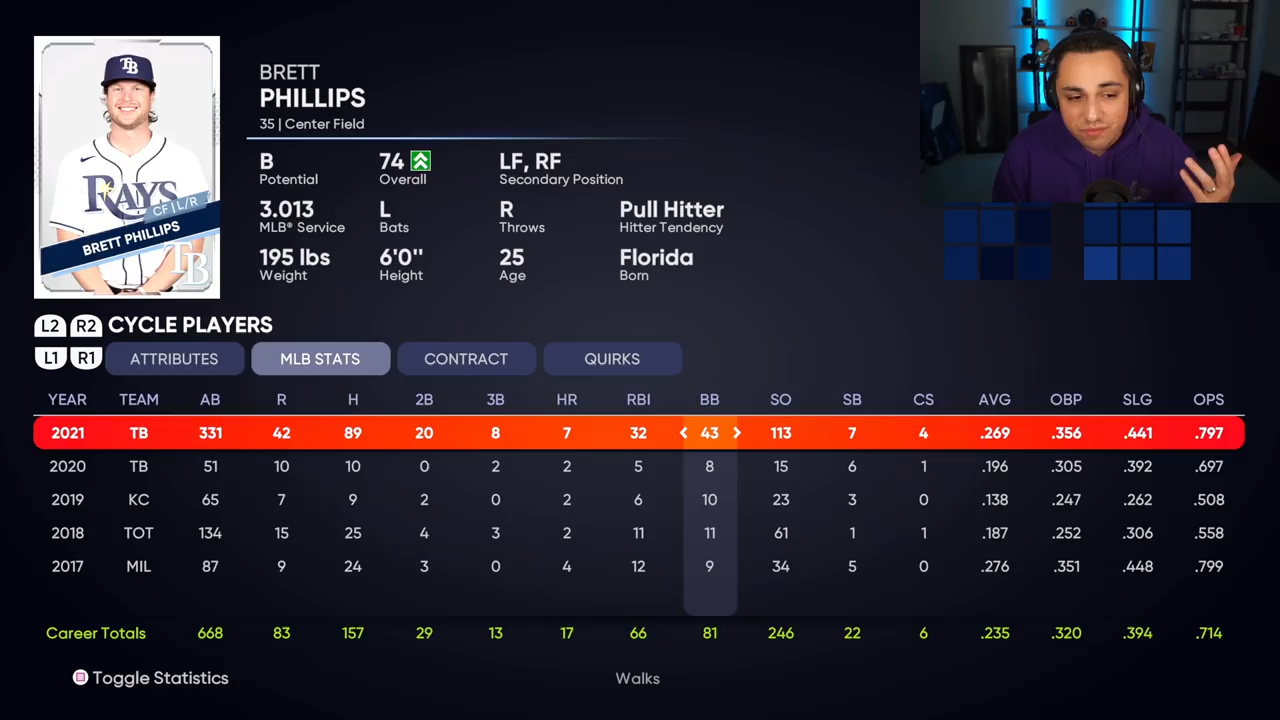 TB
RAYS
CF | L/R
BRETT PHILLIPS
TB
BRETT
PHILLIPS
35 | Center Field
B
Potential
74
Overall
LF, RF
Secondary Position
3.013
MLB® Service
L
Bats
R
Throws
Pull Hitter
Hitter Tendency
195 lbs
Weight
6'0''
Height
25
Age
Florida
Born
L2 R2 CYCLE PLAYERS
L1 R1 ATTRIBUTES MLB STATS CONTRACT QUIRKS
YEAR TEAM AB R H 2B 3B HR RBI BB SO SB CS AVG OBP SLG OPS
2021 TB 331 42 89 20 8 7 32 43 113 7 4 .269 .356 .441 .797
2020 TB 51 10 10 0 2 2 5 8 15 6 1 .196 .305 .392 .697
2019 KC 65 7 9 2 0 2 6 10 23 3 0 .138 .247 .262 .508
2018 TOT 134 15 25 4 3 2 11 11 61 1 1 .187 .252 .306 .558
2017 MIL 87 9 24 3 0 4 12 9 34 5 0 .276 .351 .448 .799
Career Totals 668 83 157 29 13 17 66 81 246 22 6 .235 .320 .394 .714
Toggle Statistics
Walks